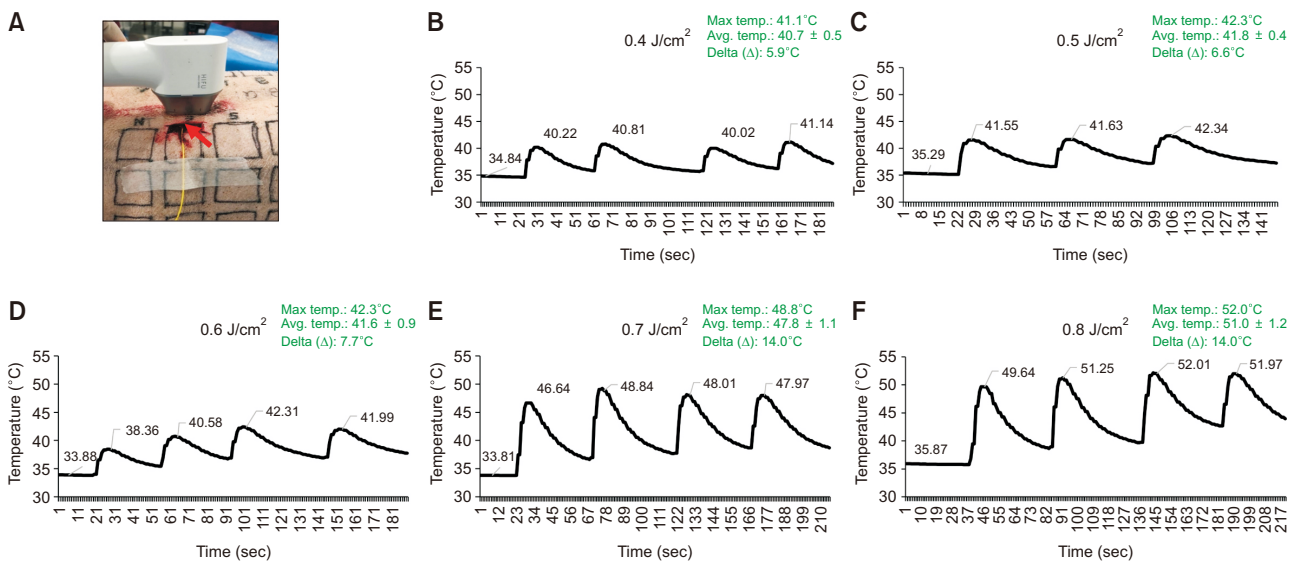 A
HIFU
N
S
B
0.4 J/cm²
Max temp.: 41.1°C
Avg. temp.: 40.7 ± 0.5
Delta (Δ): 5.9°C
Temperature (°C)
55
50
45
40
35
30
34.84
40.22
40.81
40.02
41.14
1 11 21 31 41 51 61 71 81 91 101 111 121 131 141 151 161 171 181
Time (sec)
C
0.5 J/cm²
Max temp.: 42.3°C
Avg. temp.: 41.8 ± 0.4
Delta (Δ): 6.6°C
Temperature (°C)
55
50
45
40
35
30
35.29
41.55
41.63
42.34
1 8 15 22 29 36 43 50 57 64 71 78 85 92 99 106 113 120 127 134 141
Time (sec)
D
0.6 J/cm²
Max temp.: 42.3°C
Avg. temp.: 41.6 ± 0.9
Delta (Δ): 7.7°C
Temperature (°C)
55
50
45
40
35
30
33.88
38.36
40.58
42.31
41.99
1 11 21 31 41 51 61 71 81 91 101 111 121 131 141 151 161 171 181
Time (sec)
E
0.7 J/cm²
Max temp.: 48.8°C
Avg. temp.: 47.8 ± 1.1
Delta (Δ): 14.0°C
Temperature (°C)
55
50
45
40
35
30
33.81
46.64
48.84
48.01
47.97
1 12 23 34 45 56 67 78 89 100 111 122 133 144 155 166 177 188 199 210
Time (sec)
F
0.8 J/cm²
Max temp.: 52.0°C
Avg. temp.: 51.0 ± 1.2
Delta (Δ): 14.0°C
Temperature (°C)
55
50
45
40
35
30
35.87
49.64
51.25
52.01
51.97
1 10 19 28 37 46 55 64 73 82 91 100 109 118 127 136 145 154 163 172 181 190 199 208 217
Time (sec)